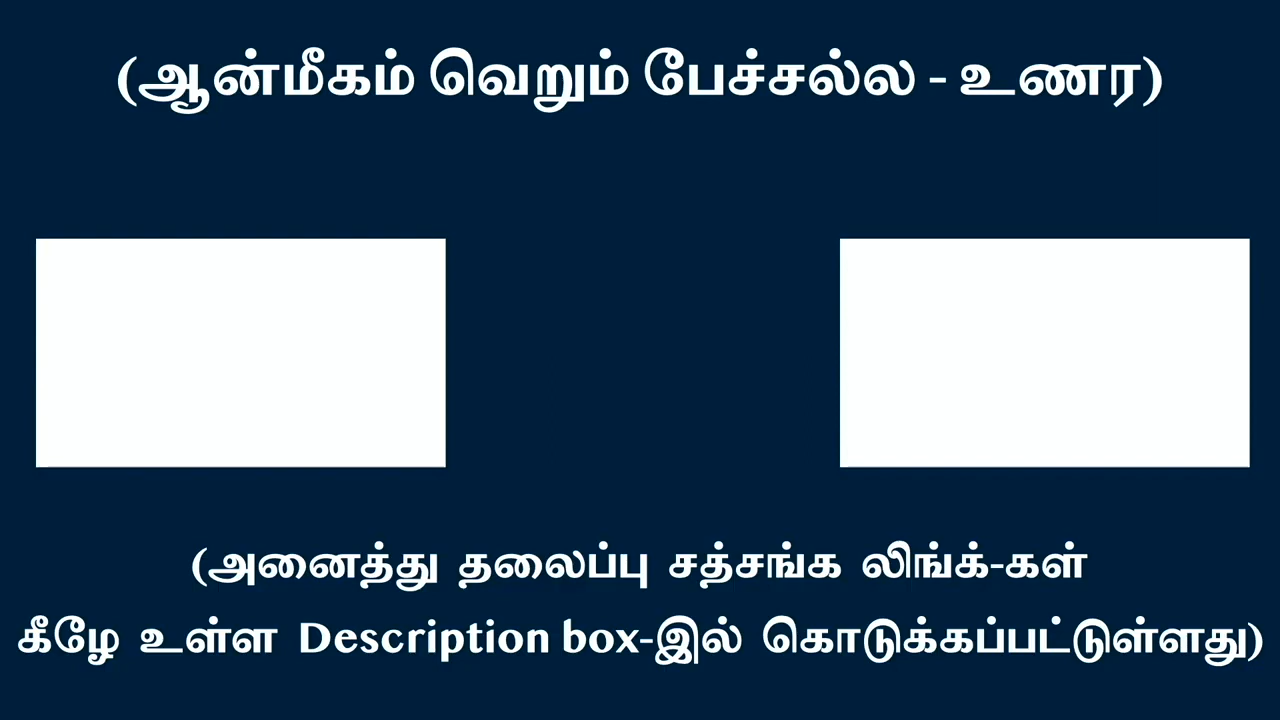 (ஆன்மீகம் வெறும் பேச்சல்ல - உணர)
(அனைத்து தலைப்பு சத்சங்க லிங்க்-கள்
கீழே உள்ள Description box-இல் கொடுக்கப்பட்டுள்ளது)